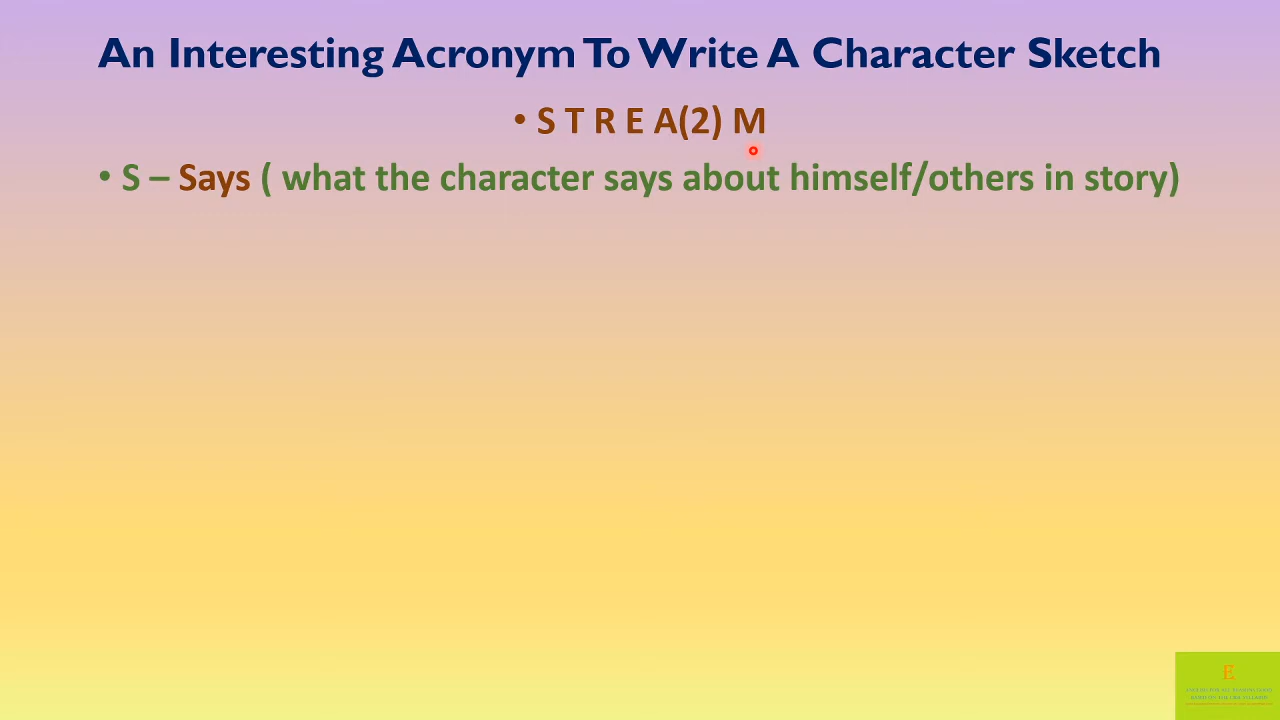 An Interesting Acronym To Write A Character Sketch
• S T R E A(2) M
• S – Says ( what the character says about himself/others in story)
E